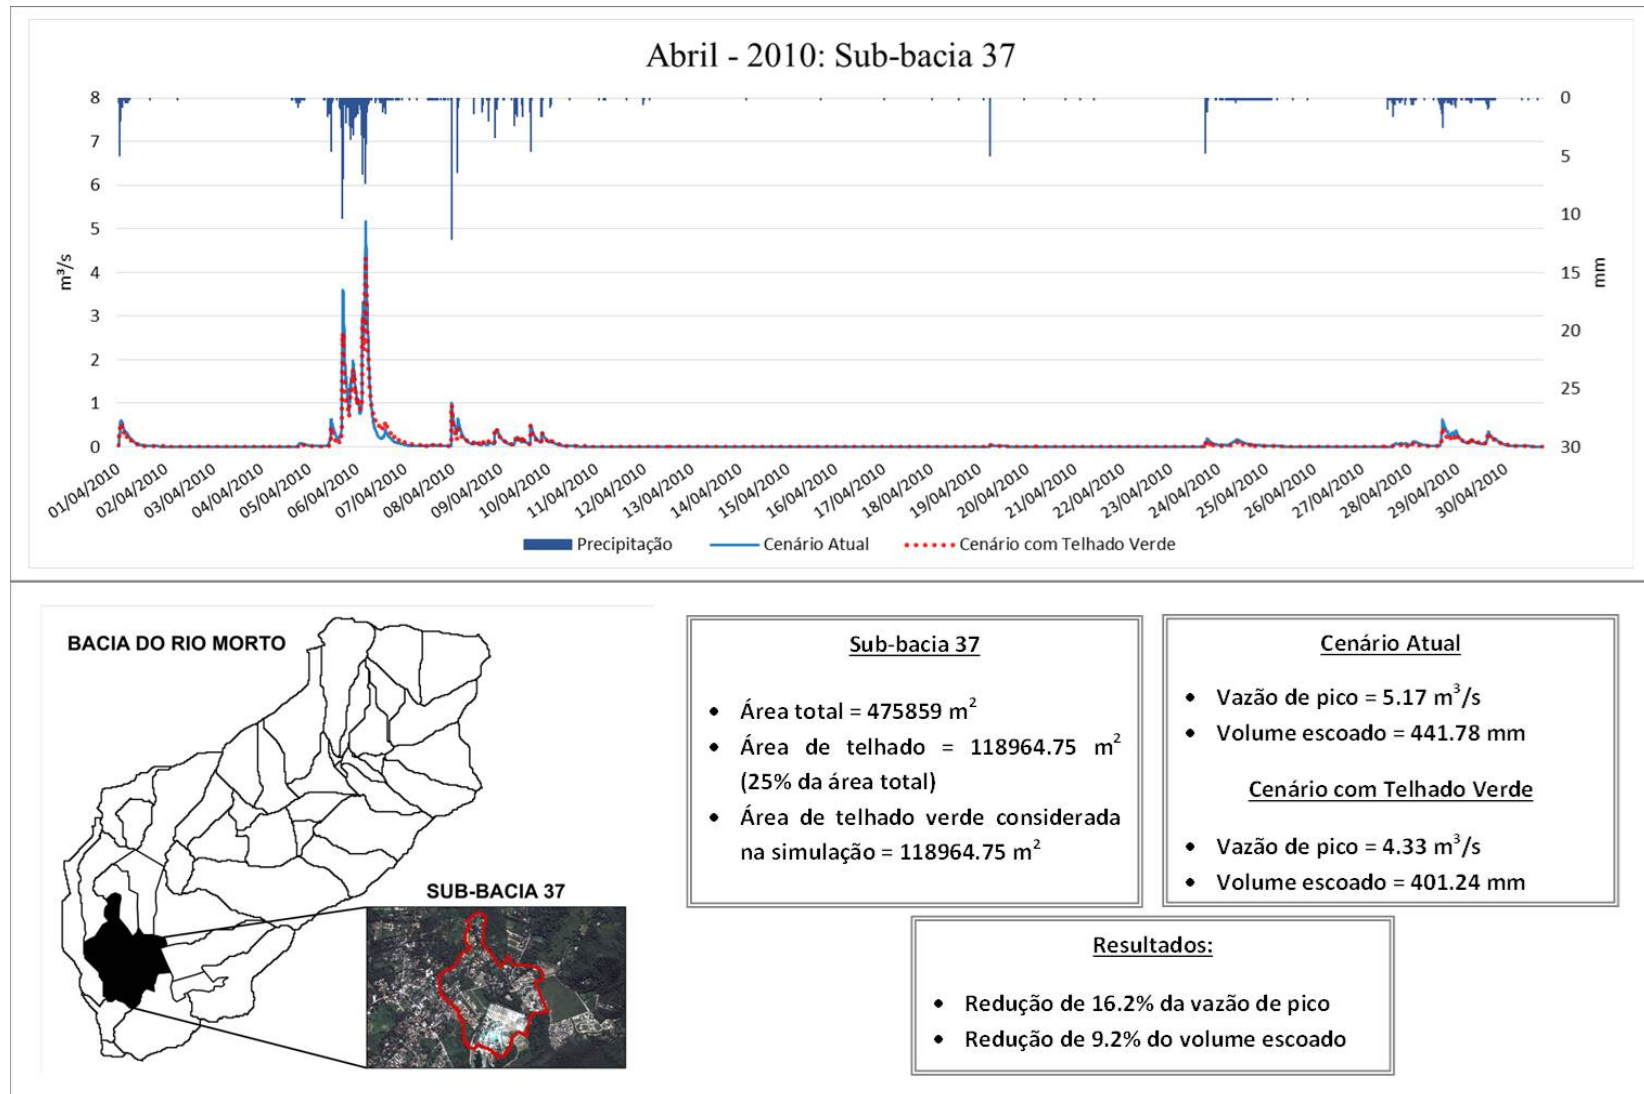 Abril - 2010: Sub-bacia 37
8
7
6
5
4
3
2
1
0
m³/s
0
5
10
15
20
25
30
mm
01/04/2010
02/04/2010
03/04/2010
04/04/2010
05/04/2010
06/04/2010
07/04/2010
08/04/2010
09/04/2010
10/04/2010
11/04/2010
12/04/2010
13/04/2010
14/04/2010
15/04/2010
16/04/2010
17/04/2010
18/04/2010
19/04/2010
20/04/2010
21/04/2010
22/04/2010
23/04/2010
24/04/2010
25/04/2010
26/04/2010
27/04/2010
28/04/2010
29/04/2010
30/04/2010
Precipitação
Cenário Atual
Cenário com Telhado Verde
BACIA DO RIO MORTO
SUB-BACIA 37
Sub-bacia 37
• Área total = 475859 m²
• Área de telhado = 118964.75 m²
(25% da área total)
• Área de telhado verde considerada
na simulação = 118964.75 m²
Cenário Atual
• Vazão de pico = 5.17 m³/s
• Volume escoado = 441.78 mm
Cenário com Telhado Verde
• Vazão de pico = 4.33 m³/s
• Volume escoado = 401.24 mm
Resultados:
• Redução de 16.2% da vazão de pico
• Redução de 9.2% do volume escoado